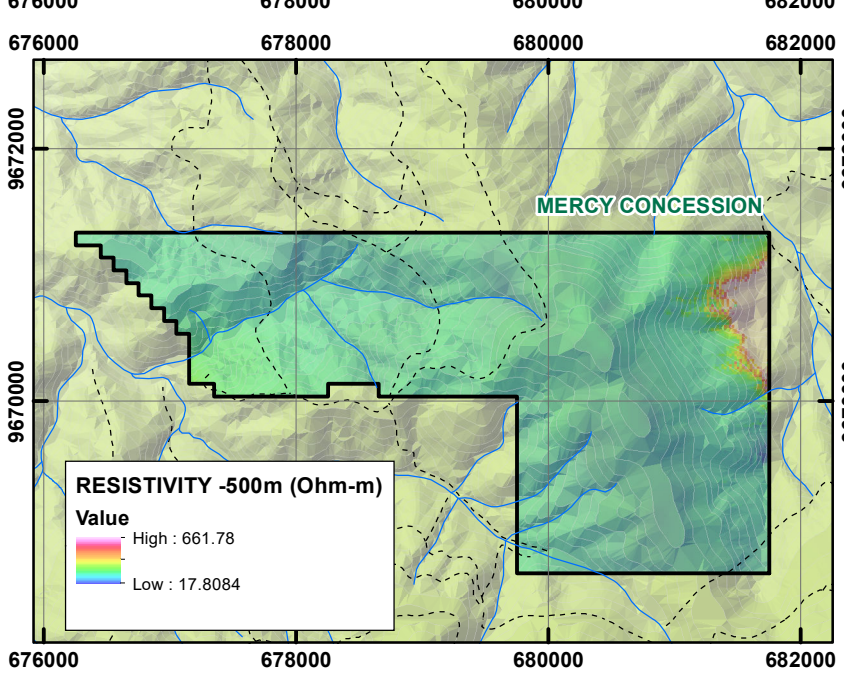 676000 678000 680000 682000
676000 678000 680000 682000
9672000
MERCY CONCESSION
9670000
RESISTIVITY -500m (Ohm-m)
Value
High : 661.78
Low : 17.8084
676000 678000 680000 682000